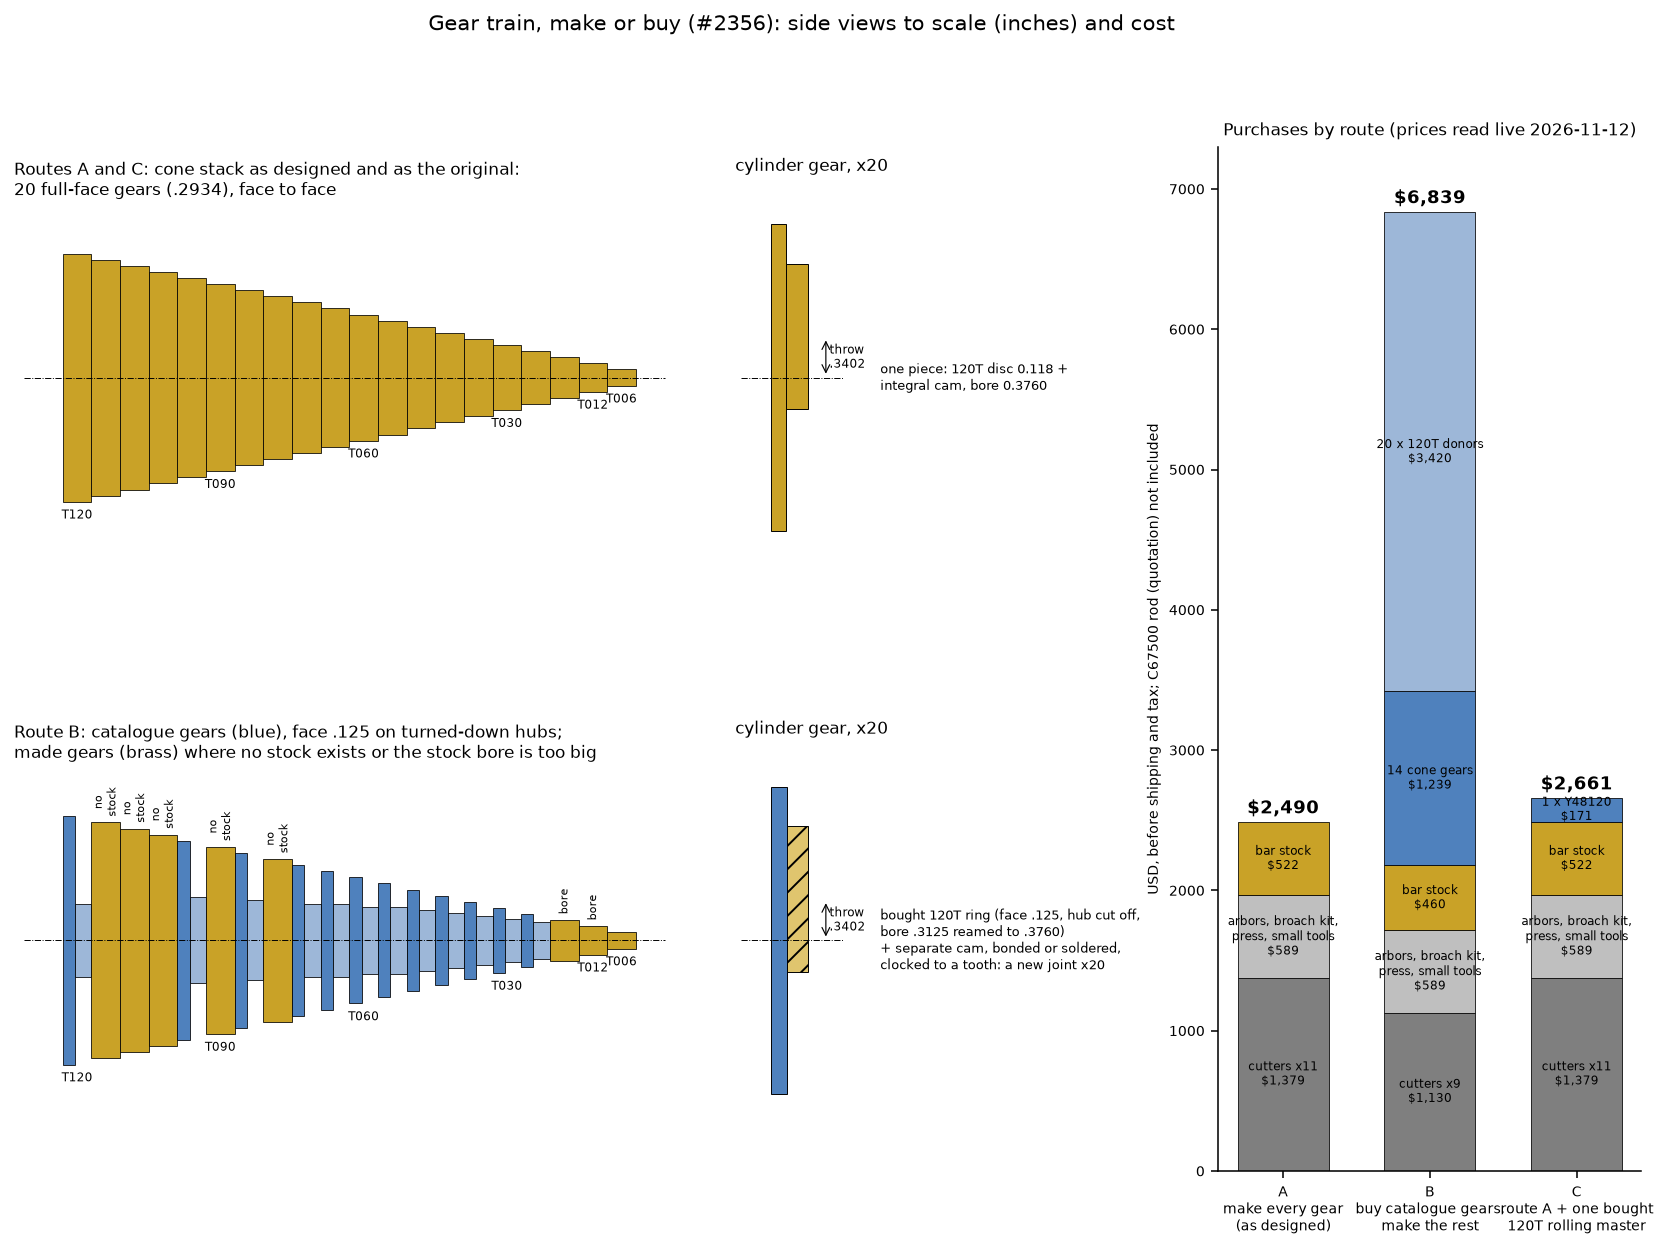 Gear train, make or buy (#2356): side views to scale (inches) and cost
Routes A and C: cone stack as designed and as the original:
20 full-face gears (.2934), face to face
T120
T090
T060
T030
T012
T006
cylinder gear, x20
throw
.3402
one piece: 120T disc 0.118 +
integral cam, bore 0.3760
Route B: catalogue gears (blue), face .125 on turned-down hubs;
made gears (brass) where no stock exists or the stock bore is too big
no
stock
no
stock
no
stock
no
stock
no
stock
bore
bore
T120
T090
T060
T030
T012
T006
cylinder gear, x20
throw
.3402
bought 120T ring (face .125, hub cut off,
bore .3125 reamed to .3760)
+ separate cam, bonded or soldered,
clocked to a tooth: a new joint x20
Purchases by route (prices read live 2026-11-12)
USD, before shipping and tax; C67500 rod (quotation) not included
7000
6000
5000
4000
3000
2000
1000
0
$2,490
bar stock
$522
arbors, broach kit,
press, small tools
$589
cutters x11
$1,379
$6,839
20 x 120T donors
$3,420
14 cone gears
$1,239
bar stock
$460
arbors, broach kit,
press, small tools
$589
cutters x9
$1,130
$2,661
1 x Y48120
$171
bar stock
$522
arbors, broach kit,
press, small tools
$589
cutters x11
$1,379
A
make every gear
(as designed)
B
buy catalogue gears,
make the rest
C
route A + one bought
120T rolling master